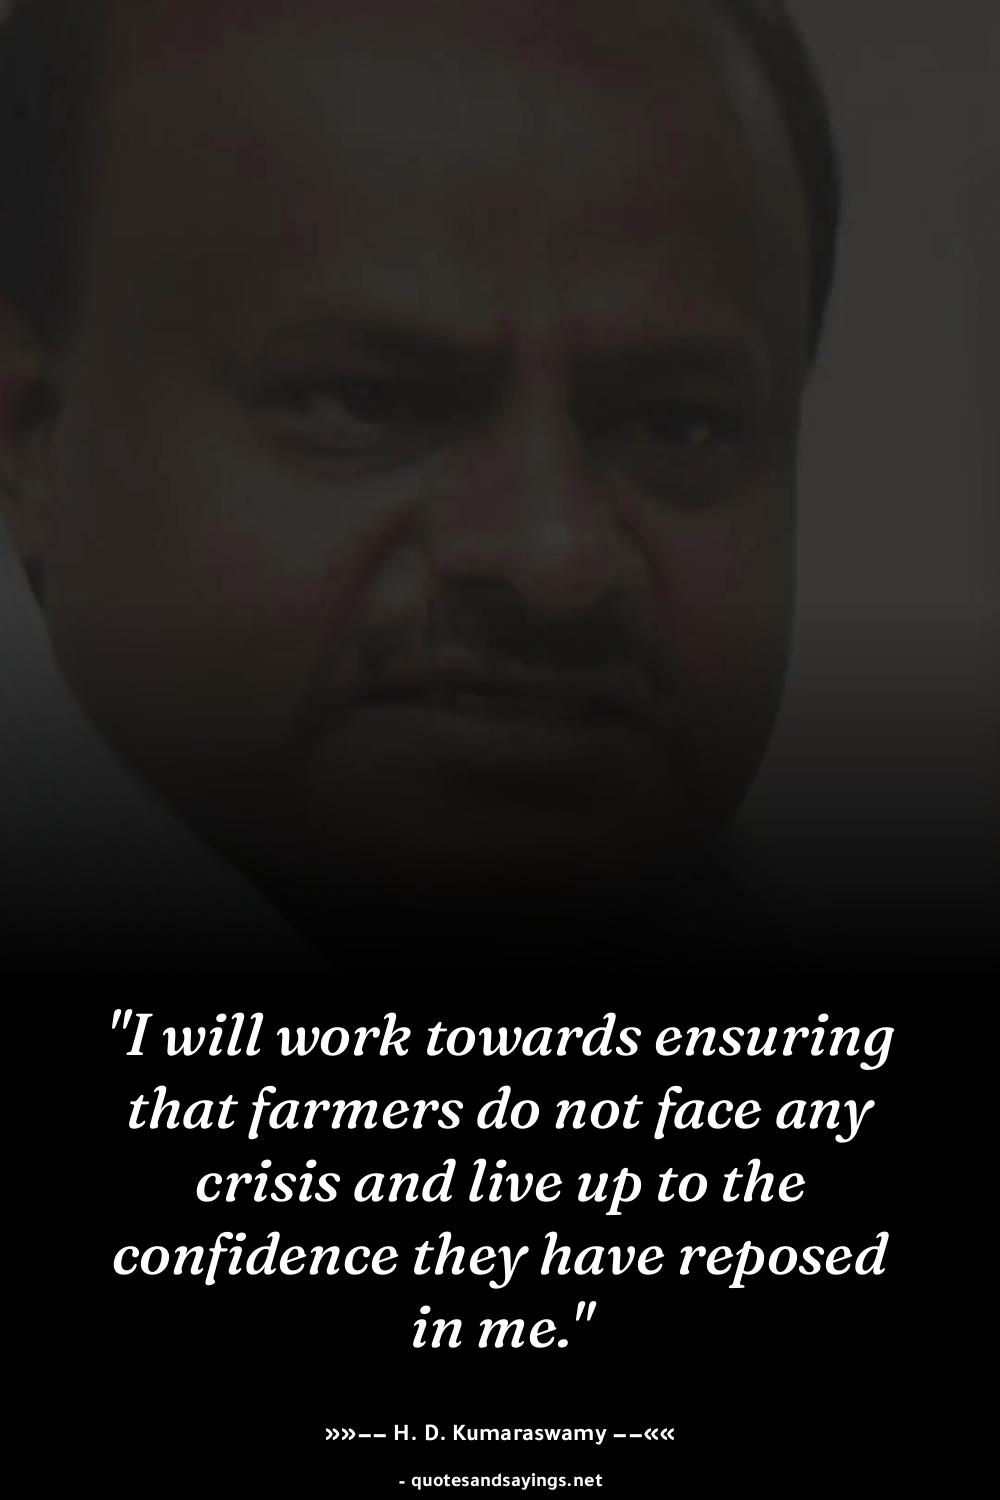 "I will work towards ensuring
that farmers do not face any
crisis and live up to the
confidence they have reposed
in me."
»»–– H. D. Kumaraswamy ––««
- quotesandsayings.net